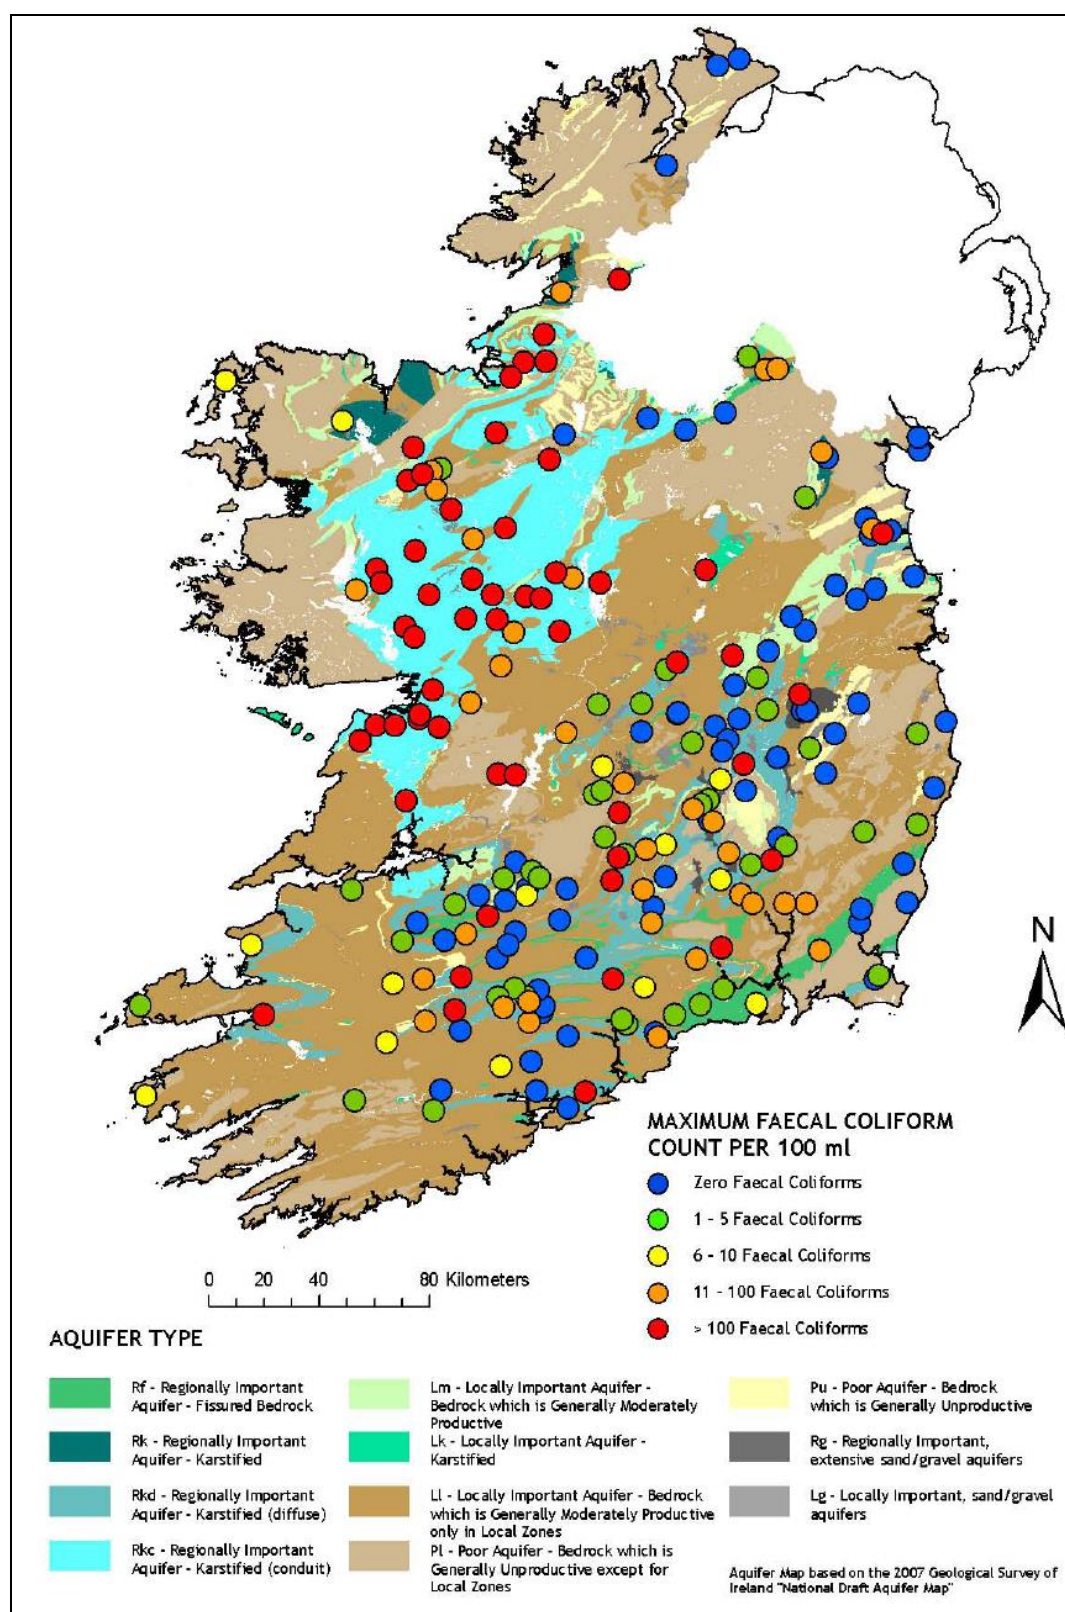 N
MAXIMUM FAECAL COLIFORM
COUNT PER 100 ml
Zero Faecal Coliforms
1 - 5 Faecal Coliforms
6 - 10 Faecal Coliforms
11 - 100 Faecal Coliforms
> 100 Faecal Coliforms
0 20 40 80 Kilometers
AQUIFER TYPE
Rf - Regionally Important
Aquifer - Fissured Bedrock
Rk - Regionally Important
Aquifer - Karstified
Rkd - Regionally Important
Aquifer - Karstified (diffuse)
Rkc - Regionally Important
Aquifer - Karstified (conduit)
Lm - Locally Important Aquifer -
Bedrock which is Generally Moderately
Productive
Lk - Locally Important Aquifer -
Karstified
Ll - Locally Important Aquifer - Bedrock
which is Generally Moderately Productive
only in Local Zones
Pl - Poor Aquifer - Bedrock which is
Generally Unproductive except for
Local Zones
Pu - Poor Aquifer - Bedrock
which is Generally Unproductive
Rg - Regionally Important,
extensive sand/gravel aquifers
Lg - Locally Important, sand/gravel
aquifers
Aquifer Map based on the 2007 Geological Survey of
Ireland "National Draft Aquifer Map"